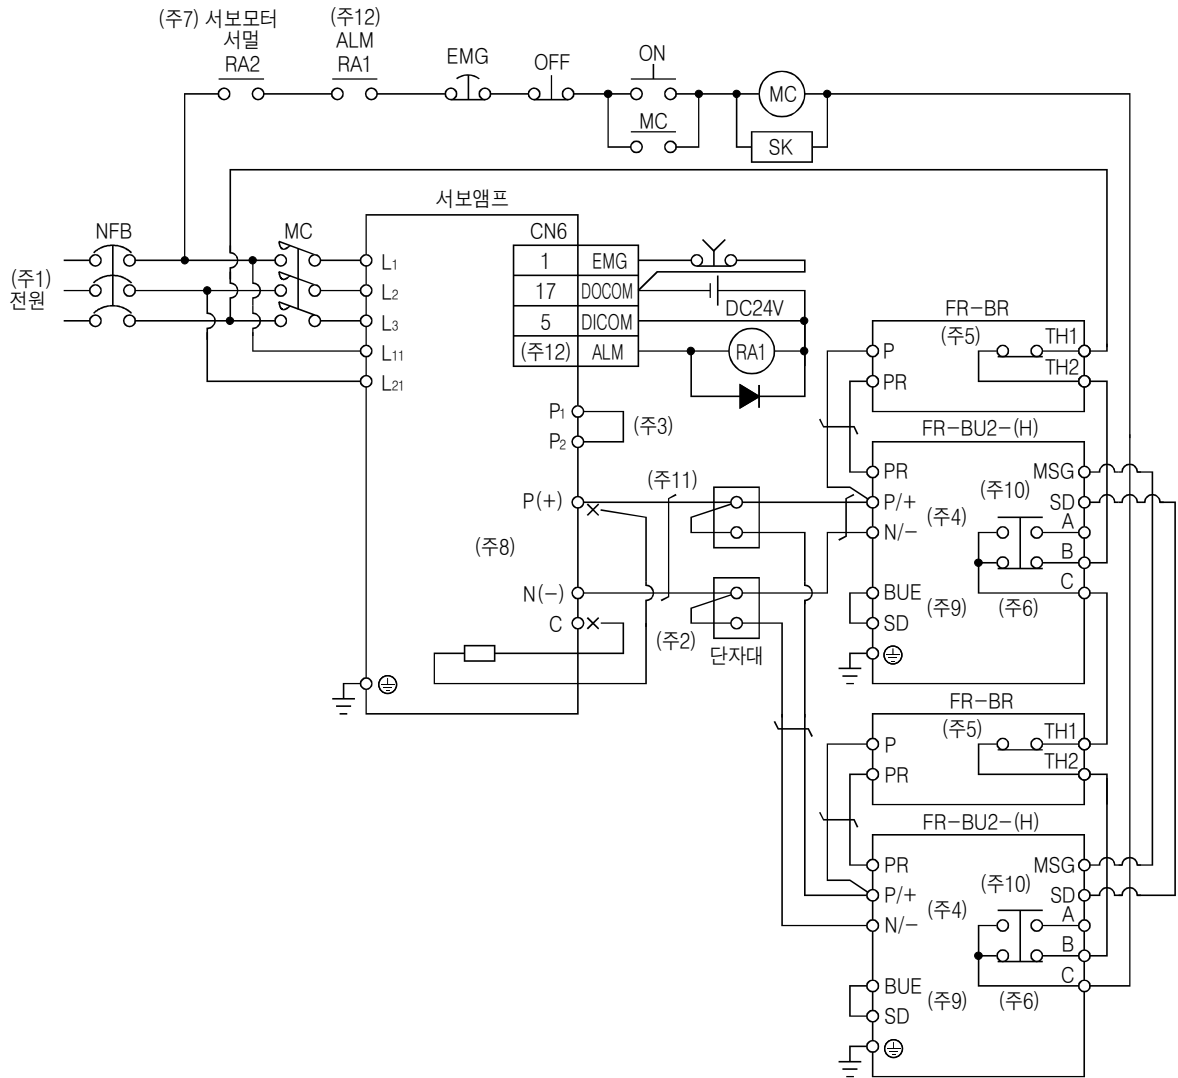 (주7) 서보모터
서멀
RA2
(주12)
ALM
RA1
EMG
OFF
ON
MC
MC
SK
서보앰프
NFB
MC
(주1)
전원
L1
L2
L3
L11
L21
CN6
1 EMG
17 DOCOM
5 DICOM
(주12) ALM
DC24V
RA1
P1
P2
(주3)
P(+)
(주11)
(주8)
N(−)
C
(주2)
단자대
FR−BR
(주5)
P
PR
TH1
TH2
FR−BU2−(H)
PR
P/+
N/−
(주4)
(주10)
MSG
SD
A
B
C
BUE
SD
(주9)
(주6)
FR−BR
(주5)
P
PR
TH1
TH2
FR−BU2−(H)
PR
P/+
N/−
(주4)
(주10)
MSG
SD
A
B
C
BUE
SD
(주9)
(주6)